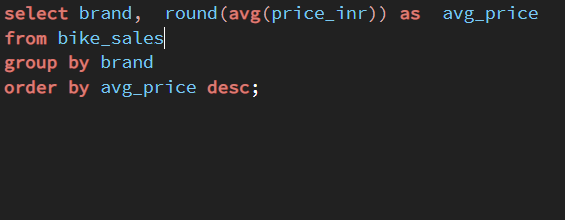 select brand,  round(avg(price_inr)) as  avg_price
from bike_sales
group by brand
order by avg_price desc;